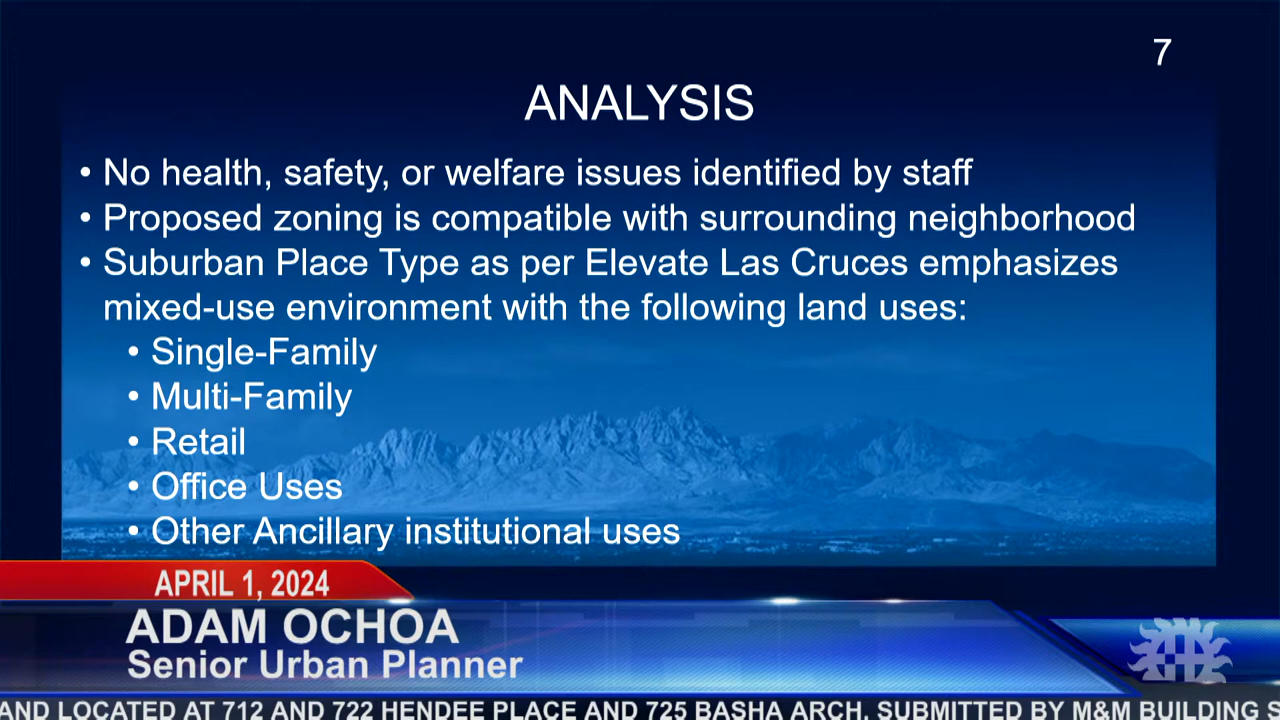 7
ANALYSIS
• No health, safety, or welfare issues identified by staff
• Proposed zoning is compatible with surrounding neighborhood
• Suburban Place Type as per Elevate Las Cruces emphasizes
mixed-use environment with the following land uses:
• Single-Family
• Multi-Family
• Retail
• Office Uses
• Other Ancillary institutional uses
APRIL 1, 2024
ADAM OCHOA
Senior Urban Planner
AND LOCATED AT 712 AND 722 HENDEE PLACE AND 725 BASHA ARCH. SUBMITTED BY M&M BUILDING S